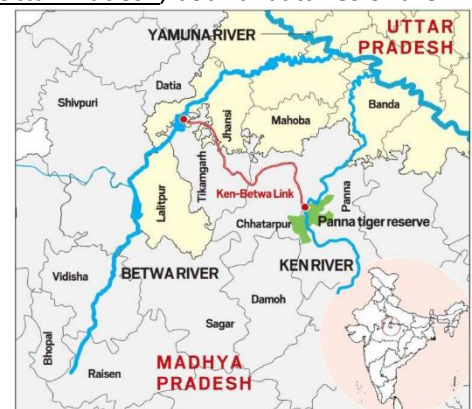 YAMUNA RIVER
UTTAR
PRADESH
Datia
Shivpuri
Banda
Jhansi
Mahoba
Tikamgarh
Lalitpur
Ken-Betwa Link
Panna
Chhatarpur
Panna tiger reserve
Vidisha
BETWA RIVER
KEN RIVER
Damoh
Sagar
Bhopal
Raisen
MADHYA
PRADESH